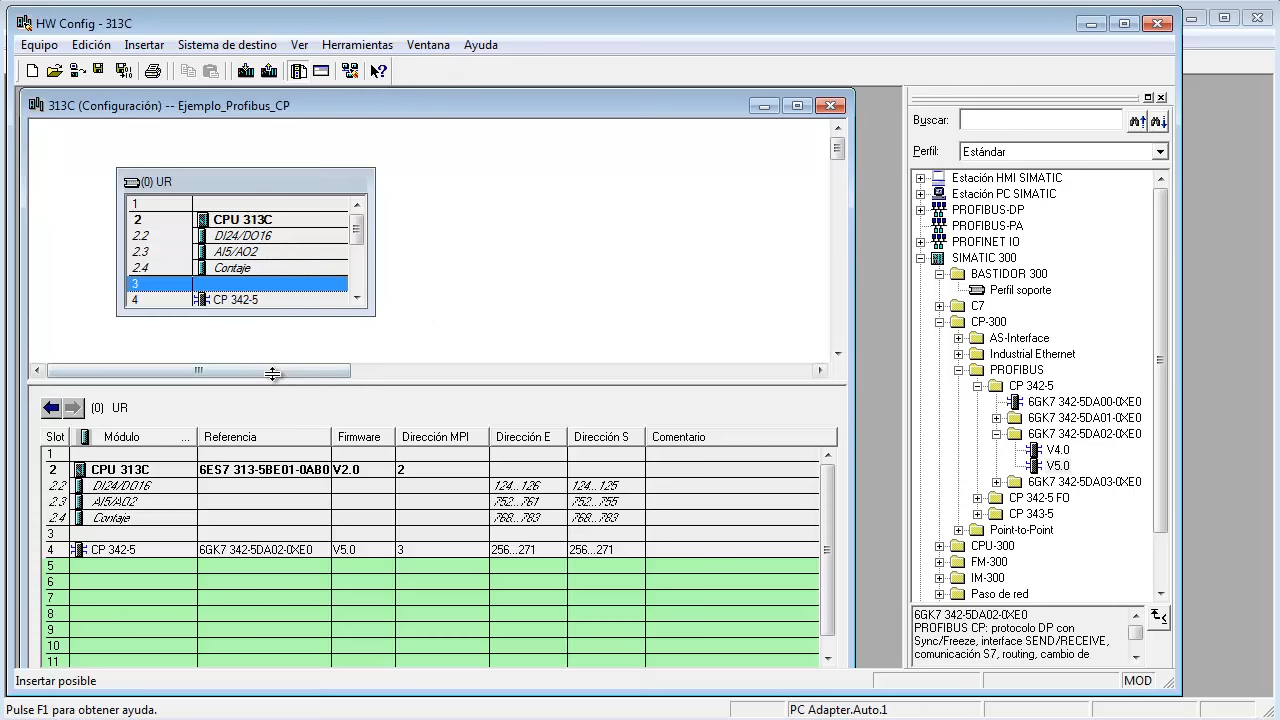 HW Config - 313C
Equipo Edición Insertar Sistema de destino Ver Herramientas Ventana Ayuda
313C (Configuración) -- Ejemplo_Profibus_CP
(0) UR
1
2 CPU 313C
2.2 DI24/DO16
2.3 AI5/AO2
2.4 Contaje
3
4 CP 342-5
(0) UR
Slot Módulo ... Referencia Firmware Dirección MPI Dirección E Dirección S Comentario
1
2 CPU 313C 6ES7 313-5BE01-0AB0 V2.0 2
2.2 DI24/DO16 124...126 124...125
2.3 AI5/AO2 752...761 752...755
2.4 Contaje 768...783 768...783
3
4 CP 342-5 6GK7 342-5DA02-0XE0 V5.0 3 256...271 256...271
5
6
7
8
9
10
11
Buscar:
Perfil: Estándar
Estación HMI SIMATIC
Estación PC SIMATIC
PROFIBUS-DP
PROFIBUS-PA
PROFINET IO
SIMATIC 300
BASTIDOR 300
Perfil soporte
C7
CP-300
AS-Interface
Industrial Ethernet
PROFIBUS
CP 342-5
6GK7 342-5DA00-0XE0
6GK7 342-5DA01-0XE0
6GK7 342-5DA02-0XE0
V4.0
V5.0
6GK7 342-5DA03-0XE0
CP 342-5 FO
CP 343-5
Point-to-Point
CPU-300
FM-300
IM-300
Paso de red
6GK7 342-5DA02-0XE0
PROFIBUS CP: protocolo DP con
Sync/Freeze, interface SEND/RECEIVE,
comunicación S7, routing, cambio de
Insertar posible
MOD
Pulse F1 para obtener ayuda.
PC Adapter.Auto.1